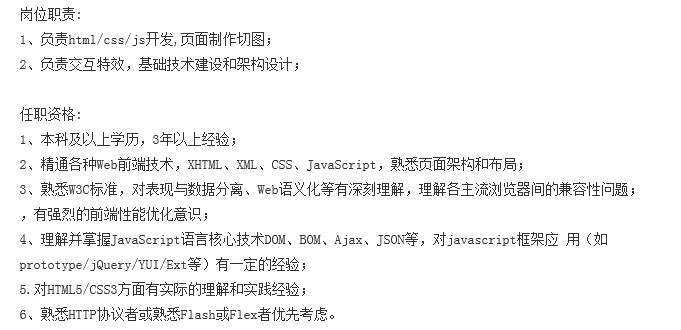 岗位职责:
1、负责html/css/js开发,页面制作切图;
2、负责交互特效，基础技术建设和架构设计;
任职资格:
1、本科及以上学历，3年以上经验;
2、精通各种Web前端技术，XHTML、XML、CSS、JavaScript，熟悉页面架构和布局;
3、熟悉W3C标准，对表现与数据分离、Web语义化等有深刻理解，理解各主流浏览器间的兼容性问题;
，有强烈的前端性能优化意识;
4、理解并掌握JavaScript语言核心技术DOM、BOM、Ajax、JSON等，对javascript框架应 用（如
prototype/jQuery/YUI/Ext等）有一定的经验;
5.对HTML5/CSS3方面有实际的理解和实践经验;
6、熟悉HTTP协议者或熟悉Flash或Flex者优先考虑。